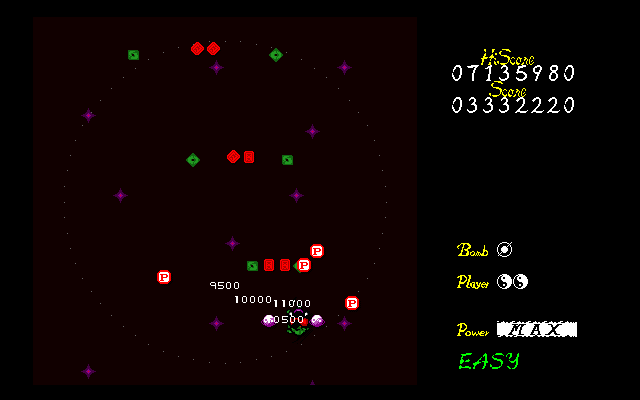 HiScore
07135980
Score
03332220
P
P
P
9500
10000
11000
P
0500
Bomb
Player
Power MAX
EASY